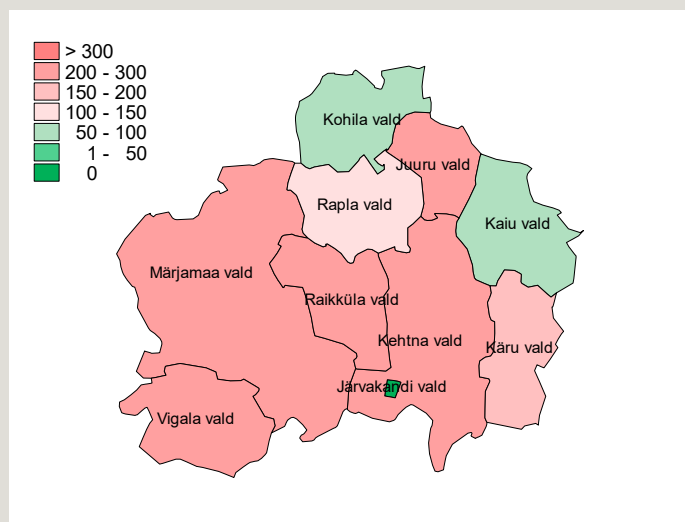 > 300
200 - 300
150 - 200
100 - 150
50 - 100
1 - 50
0
Kohila vald
Juuru vald
Rapla vald
Kaiu vald
Märjamaa vald
Raikküla vald
Kehtna vald
Käru vald
Järvakandi vald
Vigala vald